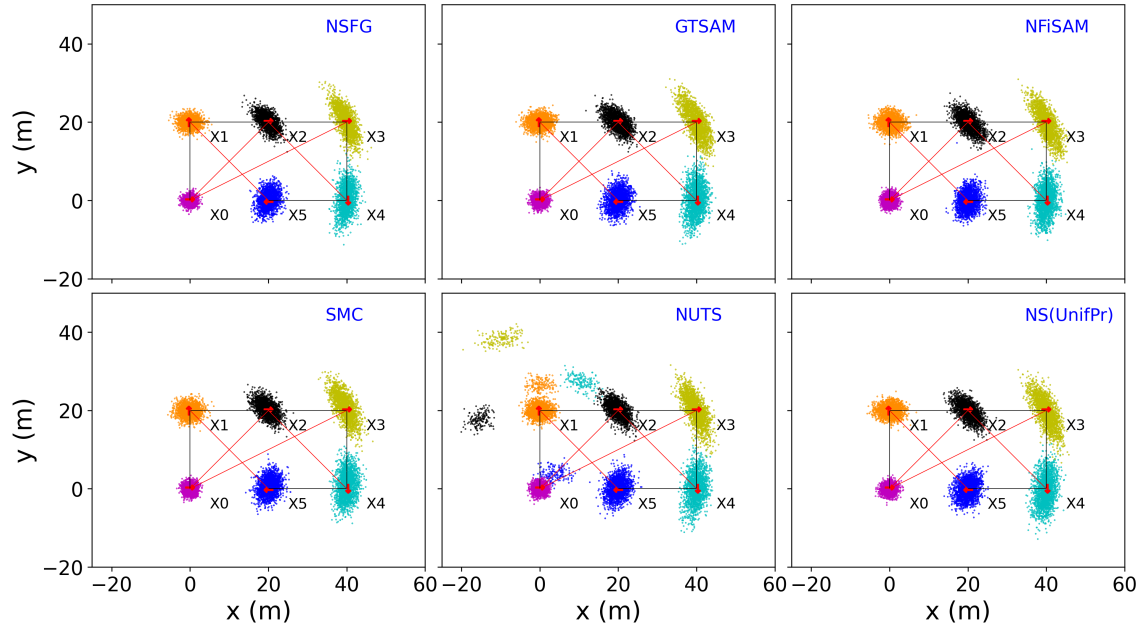 NSFG GTSAM NFiSAM
40
20
0
−20
y (m)
X1 X2 X3
X0 X5 X4
X1 X2 X3
X0 X5 X4
X1 X2 X3
X0 X5 X4
SMC NUTS NS(UnifPr)
40
20
0
−20
y (m)
X1 X2 X3
X0 X5 X4
X1 X2 X3
X0 X5 X4
X1 X2 X3
X0 X5 X4
−20 0 20 40 60
−20 0 20 40 60
−20 0 20 40 60
x (m) x (m) x (m)